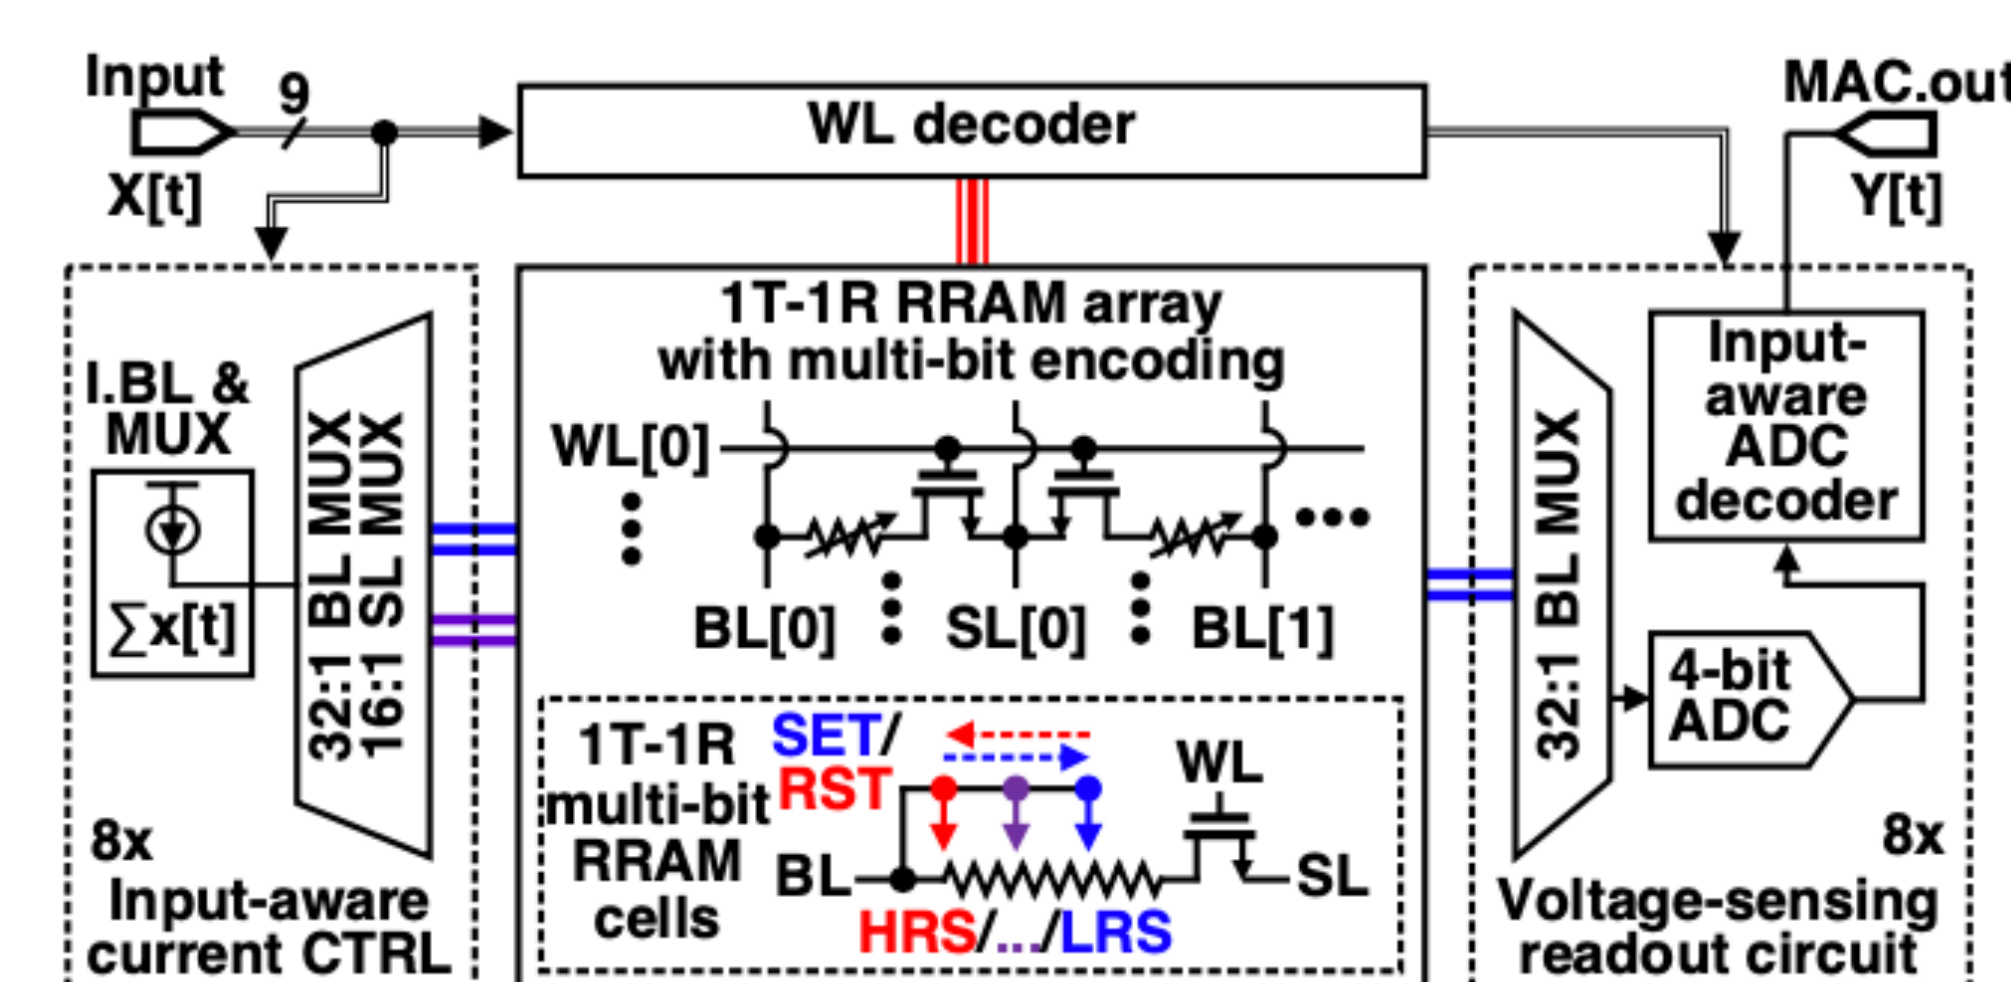 Input
9
X[t]
WL decoder
MAC.out
Y[t]
I.BL &
MUX
∑x[t]
32:1 BL MUX
16:1 SL MUX
8x
Input-aware
current CTRL
1T-1R RRAM array
with multi-bit encoding
WL[0]
BL[0]
SL[0]
BL[1]
1T-1R
multi-bit
RRAM
cells
SET/
RST
WL
BL
SL
HRS/.../LRS
32:1 BL MUX
Input-
aware
ADC
decoder
4-bit
ADC
8x
Voltage-sensing
readout circuit